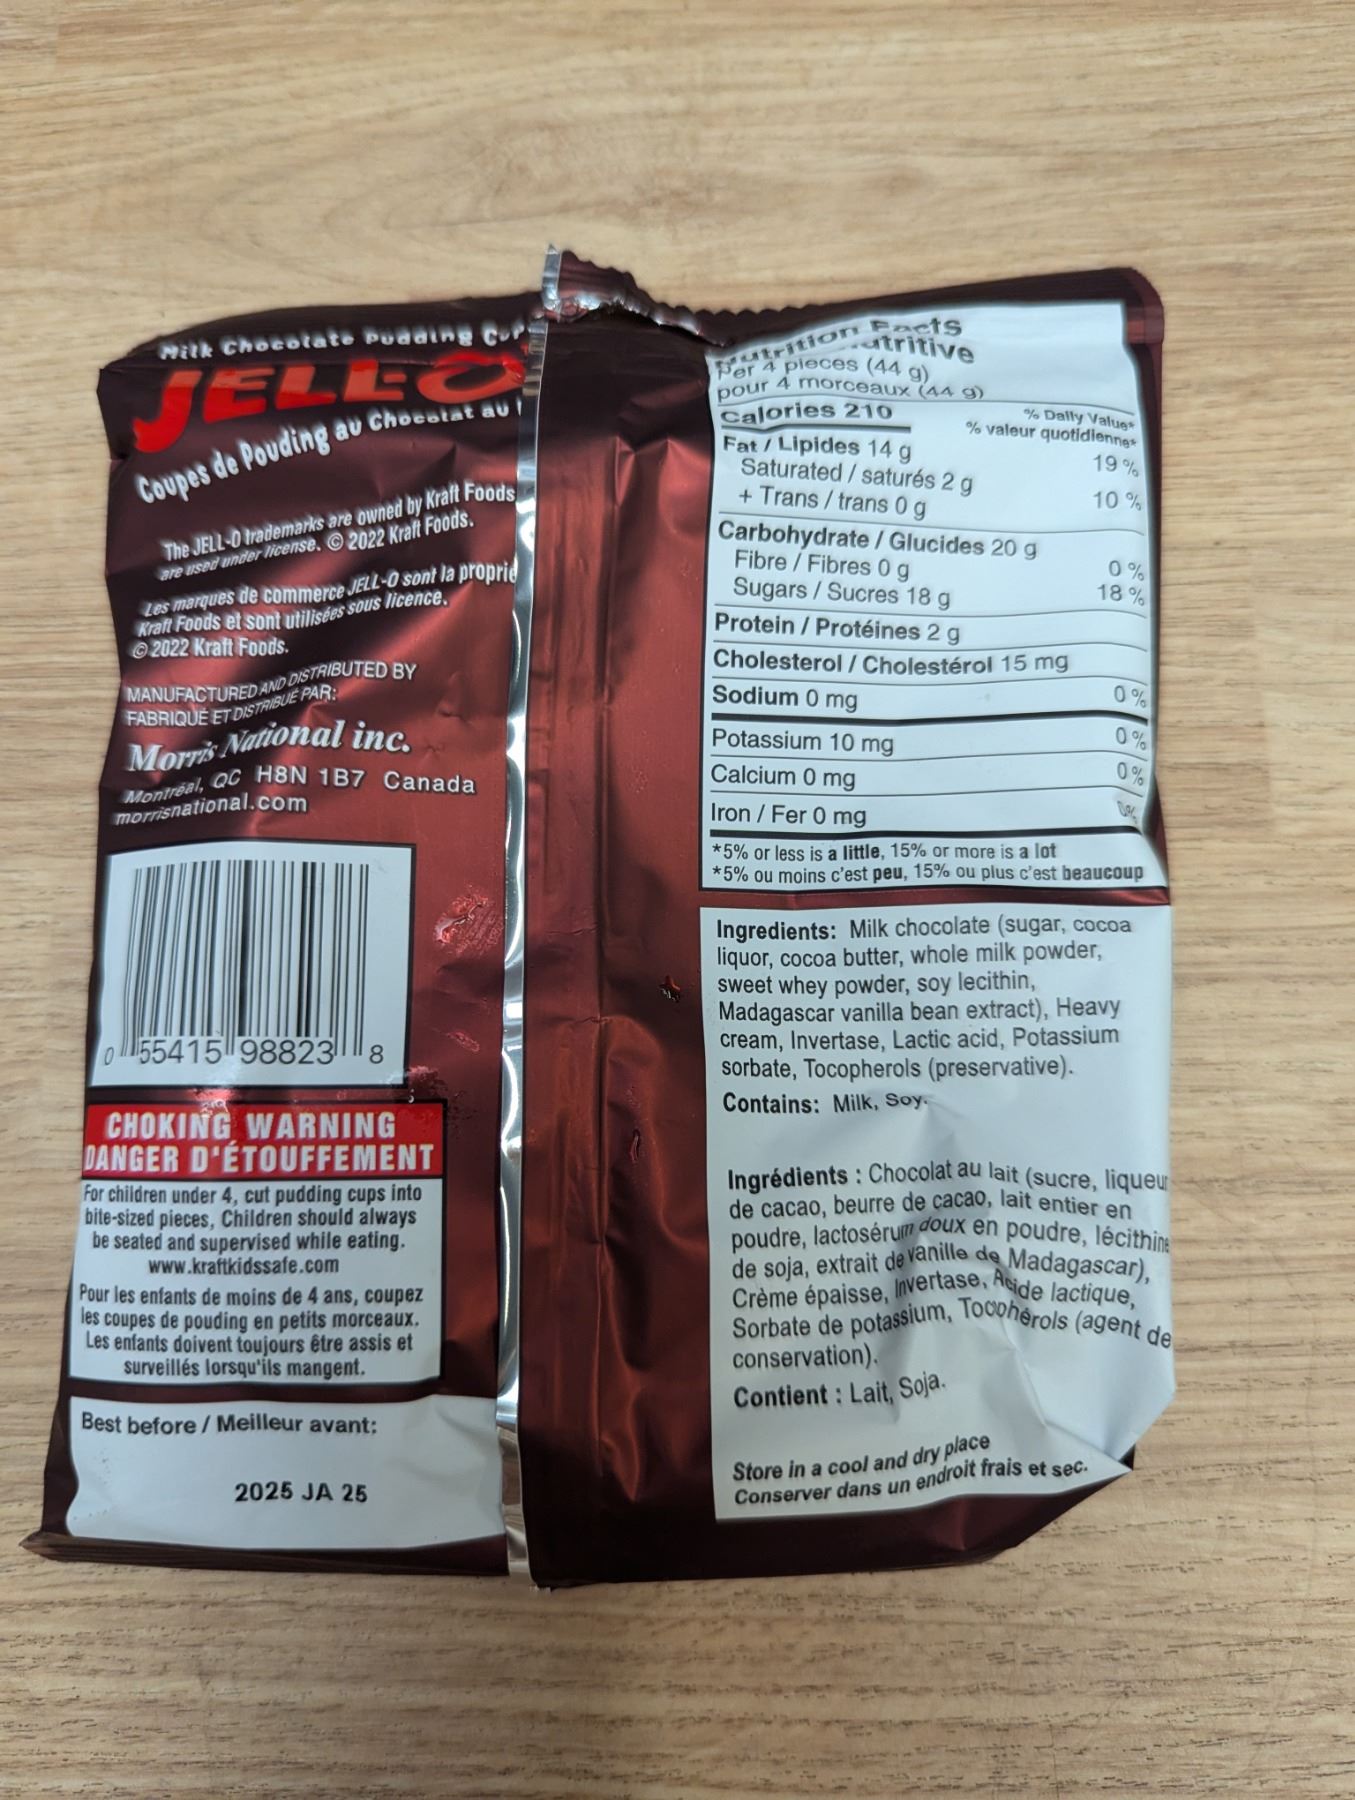 Milk Chocolate Pudding Cup
JELL-O
Coupes de Pouding au Chocolat au
The JELL-O trademarks are owned by Kraft Foods
are used under license. © 2022 Kraft Foods.
Les marques de commerce JELL-O sont la proprié
Kraft Foods et sont utilisées sous licence.
© 2022 Kraft Foods.
MANUFACTURED AND DISTRIBUTED BY
FABRIQUÉ ET DISTRIBUÉ PAR:
Morris National inc.
Montréal, QC H8N 1B7 Canada
morrisnational.com
0 55415 98823 8
CHOKING WARNING
DANGER D'ÉTOUFFEMENT
For children under 4, cut pudding cups into
bite-sized pieces, Children should always
be seated and supervised while eating.
www.kraftkidssafe.com
Pour les enfants de moins de 4 ans, coupez
les coupes de pouding en petits morceaux.
Les enfants doivent toujours être assis et
surveillés lorsqu'ils mangent.
Best before / Meilleur avant:
2025 JA 25
Nutrition Facts
utritive
Per 4 pieces (44 g)
pour 4 morceaux (44 g)
Calories 210
% Daily Value*
% valeur quotidienne*
Fat / Lipides 14 g 19 %
Saturated / saturés 2 g
+ Trans / trans 0 g 10 %
Carbohydrate / Glucides 20 g
Fibre / Fibres 0 g 0 %
Sugars / Sucres 18 g 18 %
Protein / Protéines 2 g
Cholesterol / Cholestérol 15 mg
Sodium 0 mg 0 %
Potassium 10 mg 0 %
Calcium 0 mg 0 %
Iron / Fer 0 mg 0%
*5% or less is a little, 15% or more is a lot
*5% ou moins c'est peu, 15% ou plus c'est beaucoup
Ingredients: Milk chocolate (sugar, cocoa
liquor, cocoa butter, whole milk powder,
sweet whey powder, soy lecithin,
Madagascar vanilla bean extract), Heavy
cream, Invertase, Lactic acid, Potassium
sorbate, Tocopherols (preservative).
Contains: Milk, Soy.
Ingrédients : Chocolat au lait (sucre, liqueur
de cacao, beurre de cacao, lait entier en
poudre, lactosérum doux en poudre, lécithine
de soja, extrait de vanille de Madagascar),
Crème épaisse, Invertase, Acide lactique,
Sorbate de potassium, Tocophérols (agent de
conservation).
Contient : Lait, Soja.
Store in a cool and dry place
Conserver dans un endroit frais et sec.